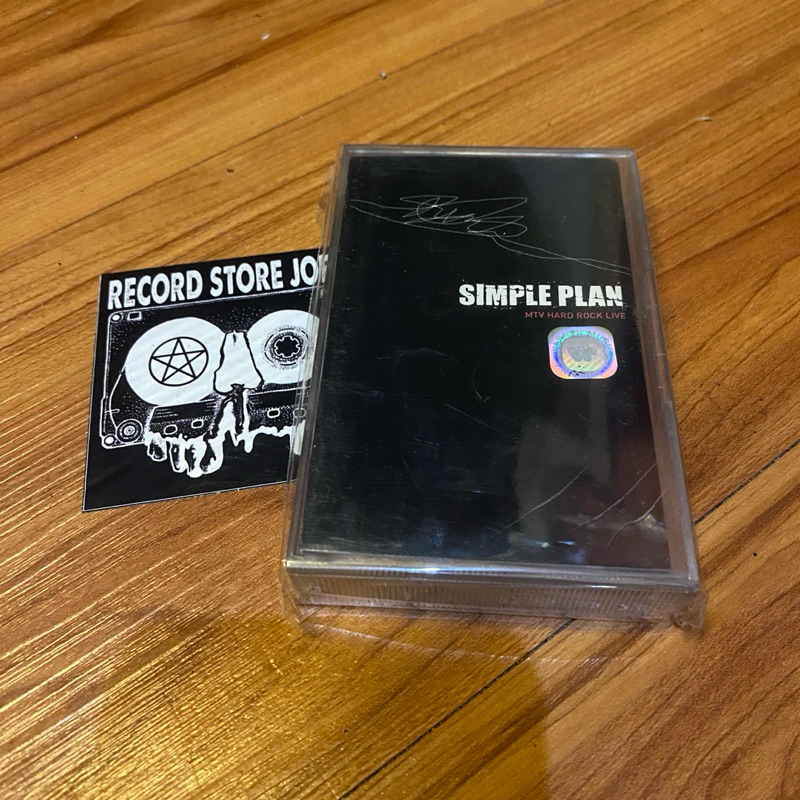 RECORD STORE JO
SIMPLE PLAN
MTV HARD ROCK LIVE